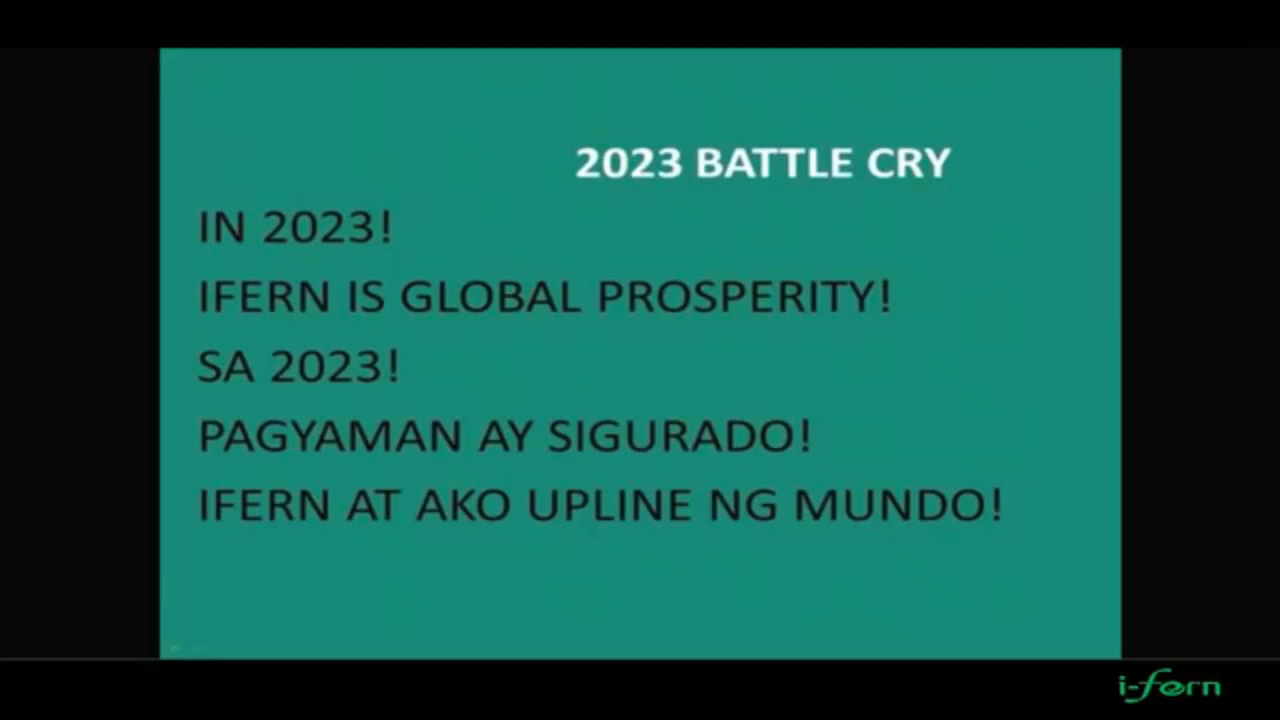 2023 BATTLE CRY
IN 2023!
IFERN IS GLOBAL PROSPERITY!
SA 2023!
PAGYAMAN AY SIGURADO!
IFERN AT AKO UPLINE NG MUNDO!
i-fern